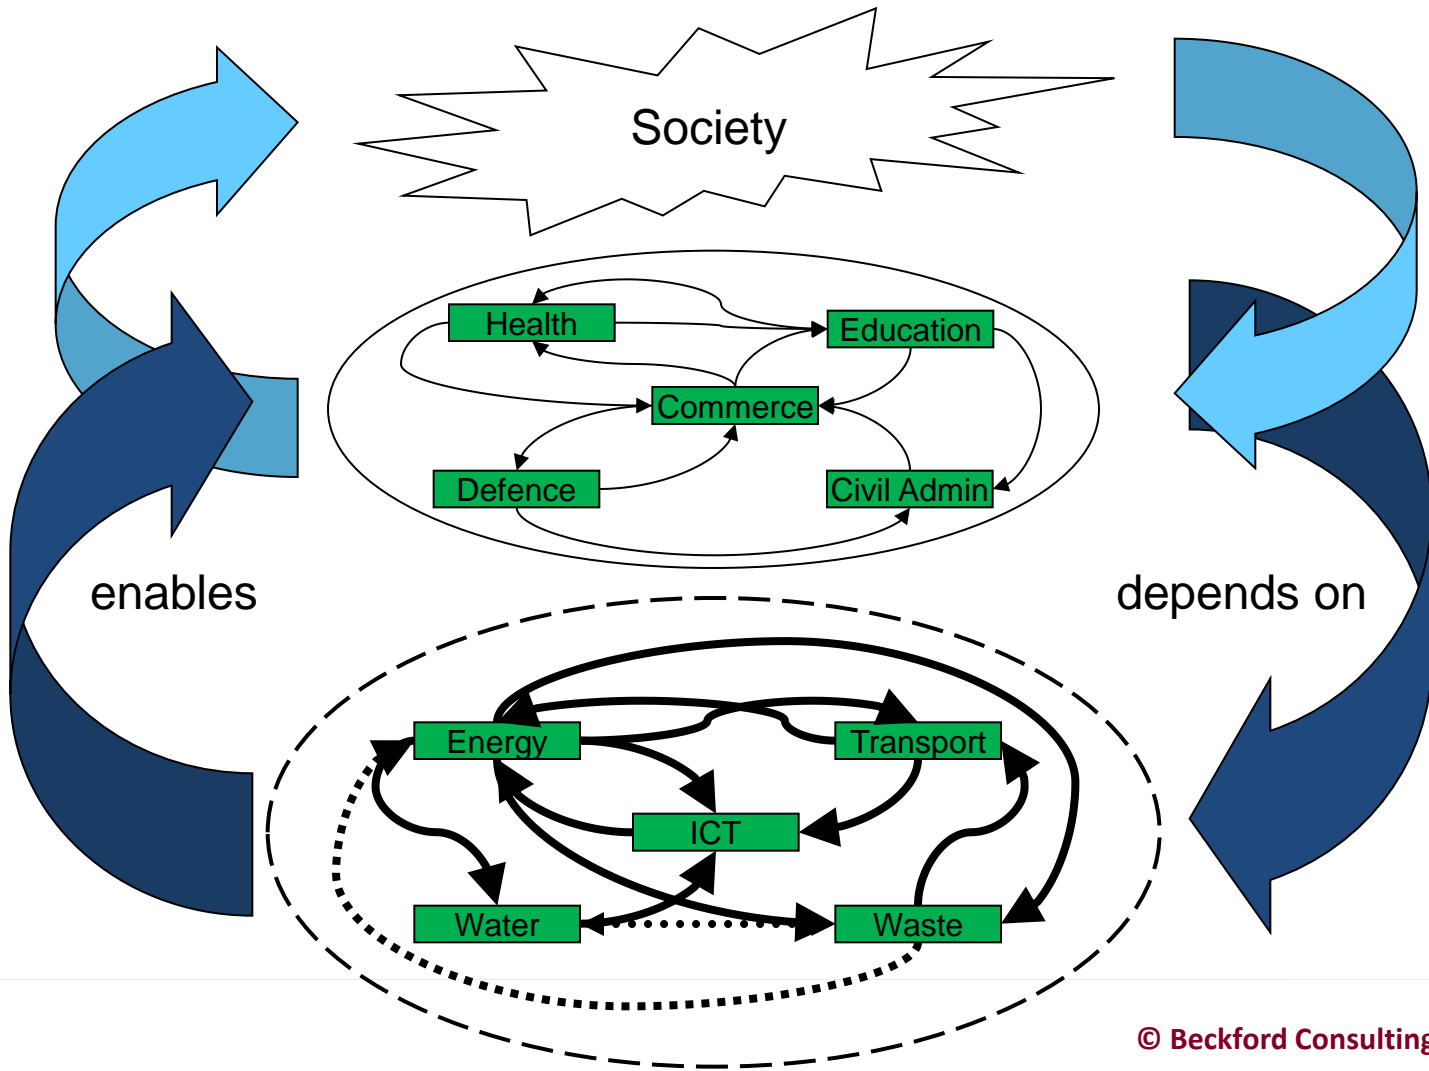 Society
Health
Education
Commerce
Defence
Civil Admin
enables
depends on
Energy
Transport
ICT
Water
Waste
© Beckford Consulting